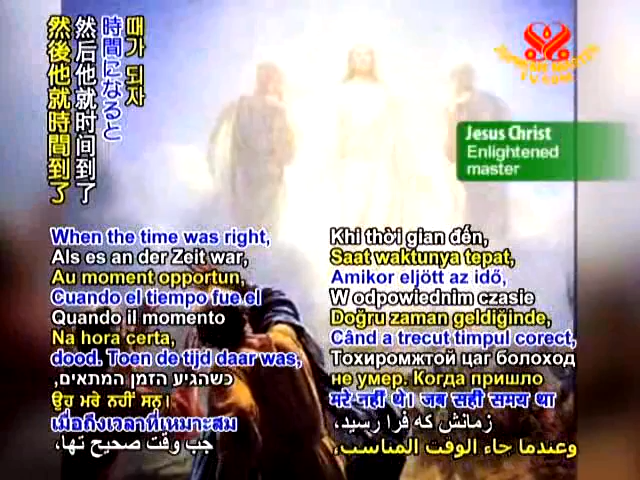 때가 되자
時間になると
然后他就时间到了
然後他就時間到了
Jesus Christ
Enlightened
master
When the time was right,
Als es an der Zeit war,
Au moment opportun,
Cuando el tiempo fue el
Quando il momento
Na hora certa,
dood. Toen de tijd daar was,
כשהגיע הזמן המתאים,
ਉਹ ਮਰੇ ਨਹੀਂ ਸਨ।
เมื่อถึงเวลาที่เหมาะสม
جب وقت صحیح تھا،
Khi thời gian đến,
Saat waktunya tepat,
Amikor eljött az idő,
W odpowiednim czasie
Doğru zaman geldiğinde,
Când a trecut timpul corect,
Тохиромжтой цаг болоход
не умер. Когда пришло
मरे नहीं थे। जब सही समय था
زمانش که فرا رسید،
وعندما جاء الوقت المناسب،